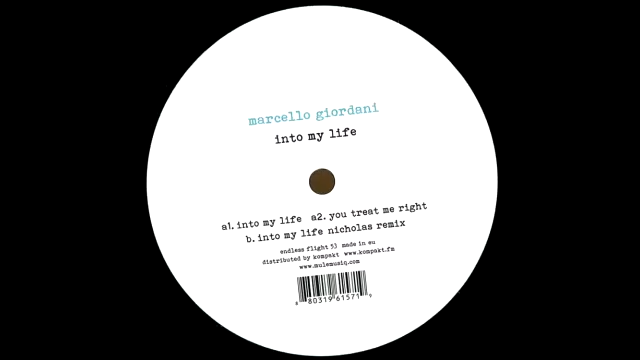 marcello giordani
into my life
a1. into my life a2. you treat me right
b. into my life nicholas remix
endless flight 53 made in eu
distributed by kompakt www.kompakt.fm
www.mulemusiq.com
8 80319 61571 9